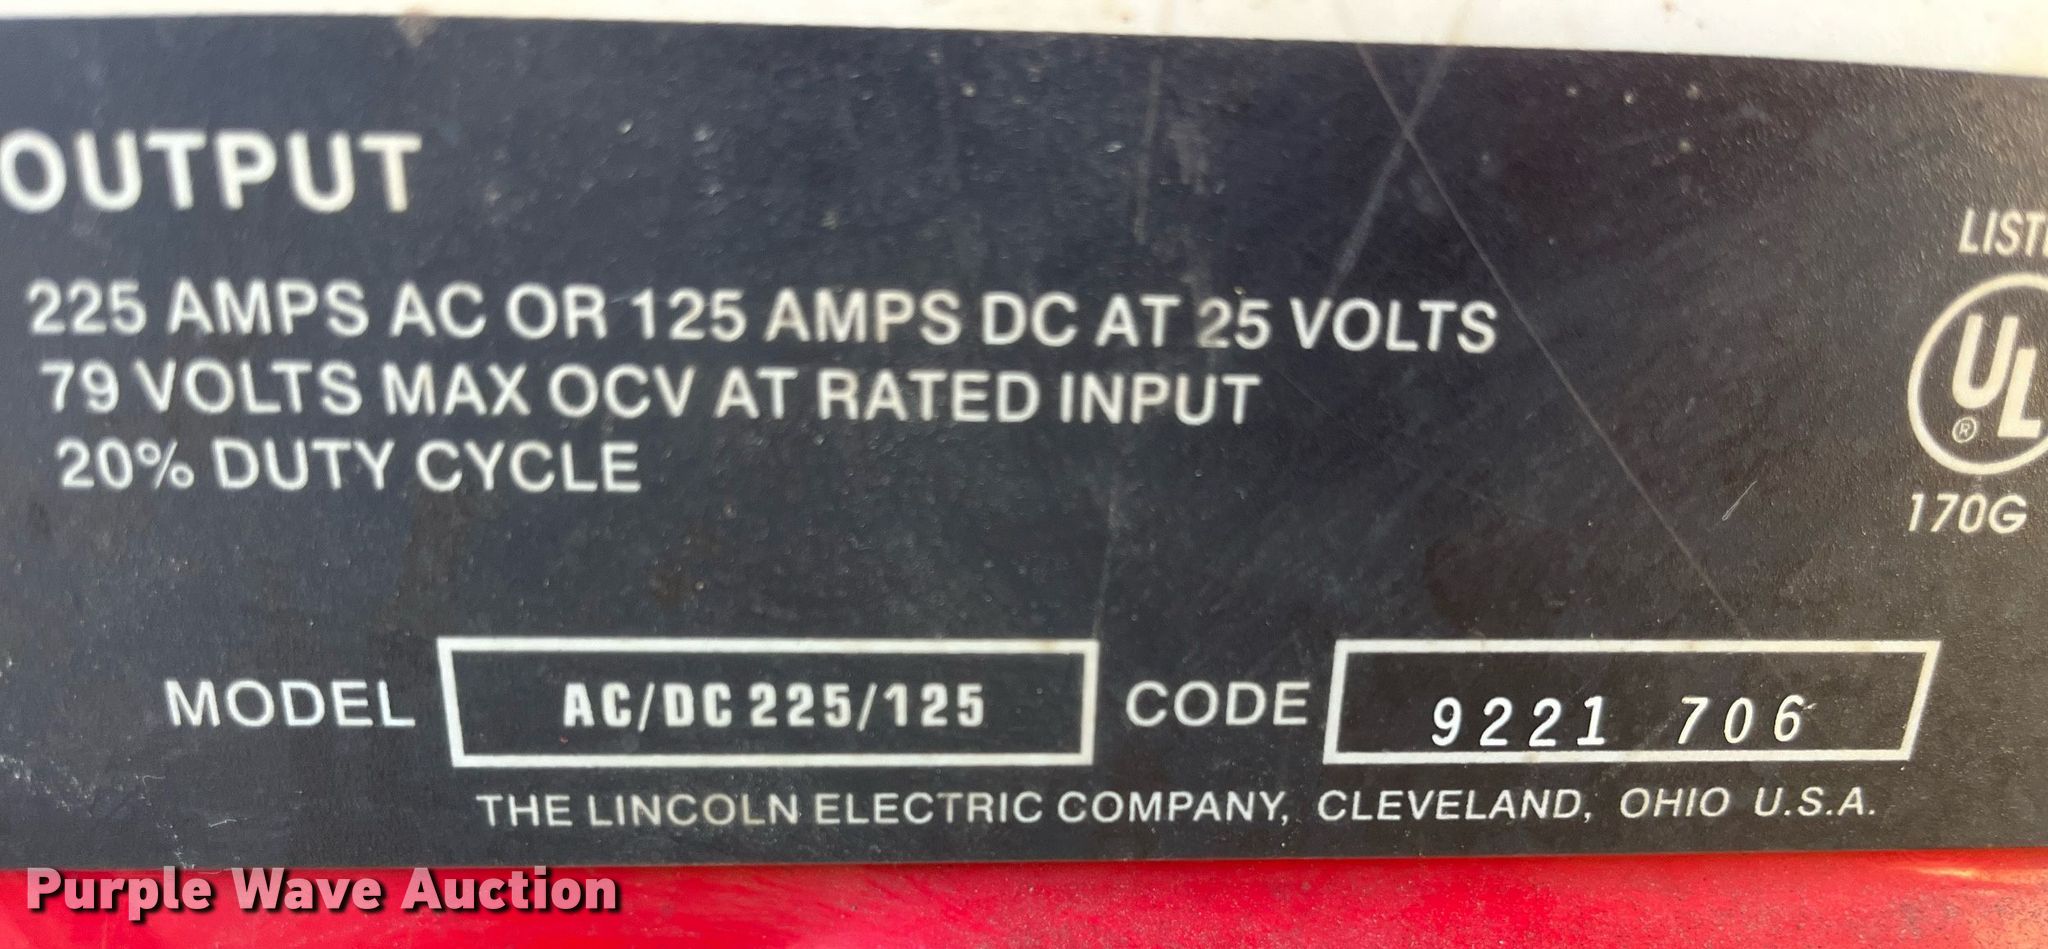 OUTPUT
225 AMPS AC OR 125 AMPS DC AT 25 VOLTS
79 VOLTS MAX OCV AT RATED INPUT
20% DUTY CYCLE
UL
®
170G
MODEL AC/DC 225/125 CODE 9221 706
THE LINCOLN ELECTRIC COMPANY, CLEVELAND, OHIO U.S.A.
Purple Wave Auction